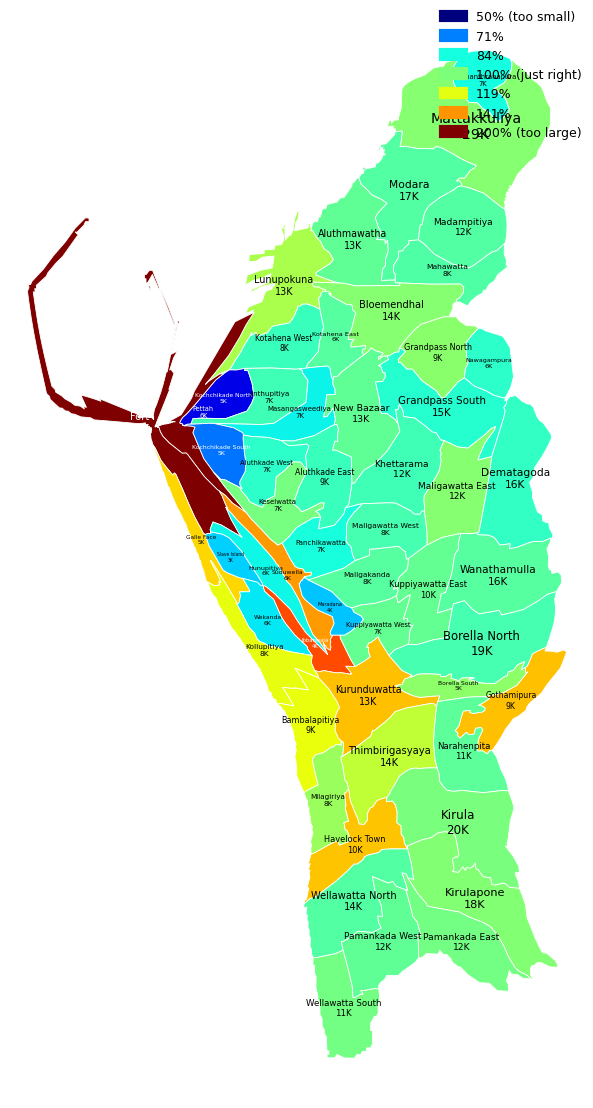 50% (too small)
71%
84%
100% (just right)
7K
119%
141%
Mattakkuliya
29K
200% (too large)
Modara
17K
Madampitiya
12K
Aluthmawatha
13K
Mahawatta
8K
Lunupokuna
13K
Bloemendhal
14K
Kotahena West
8K
Kotahena East
6K
Grandpass North
9K
Nawagampura
6K
Kochchikade North
5K
7K
Masangasweediya
7K
Grandpass South
15K
Pettah
6K
New Bazaar
13K
Fort
Kochchikade South
5K
Aluthkade West
7K
Aluthkade East
9K
Khettarama
12K
Dematagoda
16K
Maligawatta East
12K
Keselwatta
7K
Maligawatta West
8K
Galle Face
5K
Panchikawatta
7K
Slave Island
3K
Hunupitiya
6K
Suduwella
6K
Maligakanda
8K
Wanathamulla
16K
Kuppiyawatta East
10K
Maradana
4K
Wekanda
6K
Kuppiyawatta West
7K
Borella North
19K
Kollupitiya
8K
Borella South
5K
Kurunduwatta
13K
Gothamipura
9K
Bambalapitiya
9K
Narahenpita
11K
Thimbirigasyaya
14K
Milagiriya
8K
Kirula
20K
Havelock Town
10K
Wellawatta North
14K
Kirulapone
18K
Pamankada West
12K
Pamankada East
12K
Wellawatta South
11K